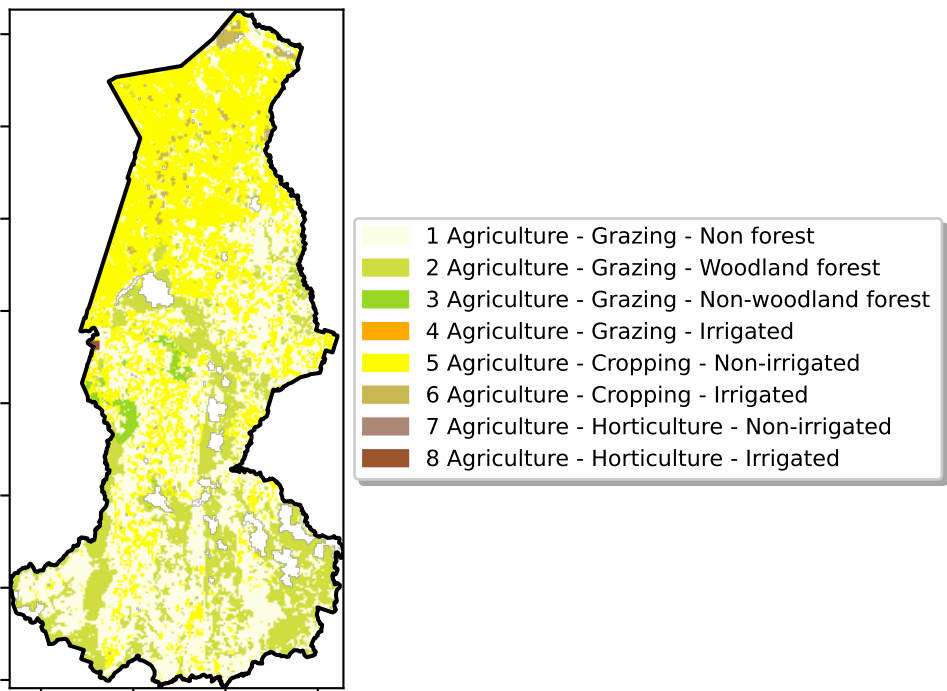 1 Agriculture - Grazing - Non forest
2 Agriculture - Grazing - Woodland forest
3 Agriculture - Grazing - Non-woodland forest
4 Agriculture - Grazing - Irrigated
5 Agriculture - Cropping - Non-irrigated
6 Agriculture - Cropping - Irrigated
7 Agriculture - Horticulture - Non-irrigated
8 Agriculture - Horticulture - Irrigated